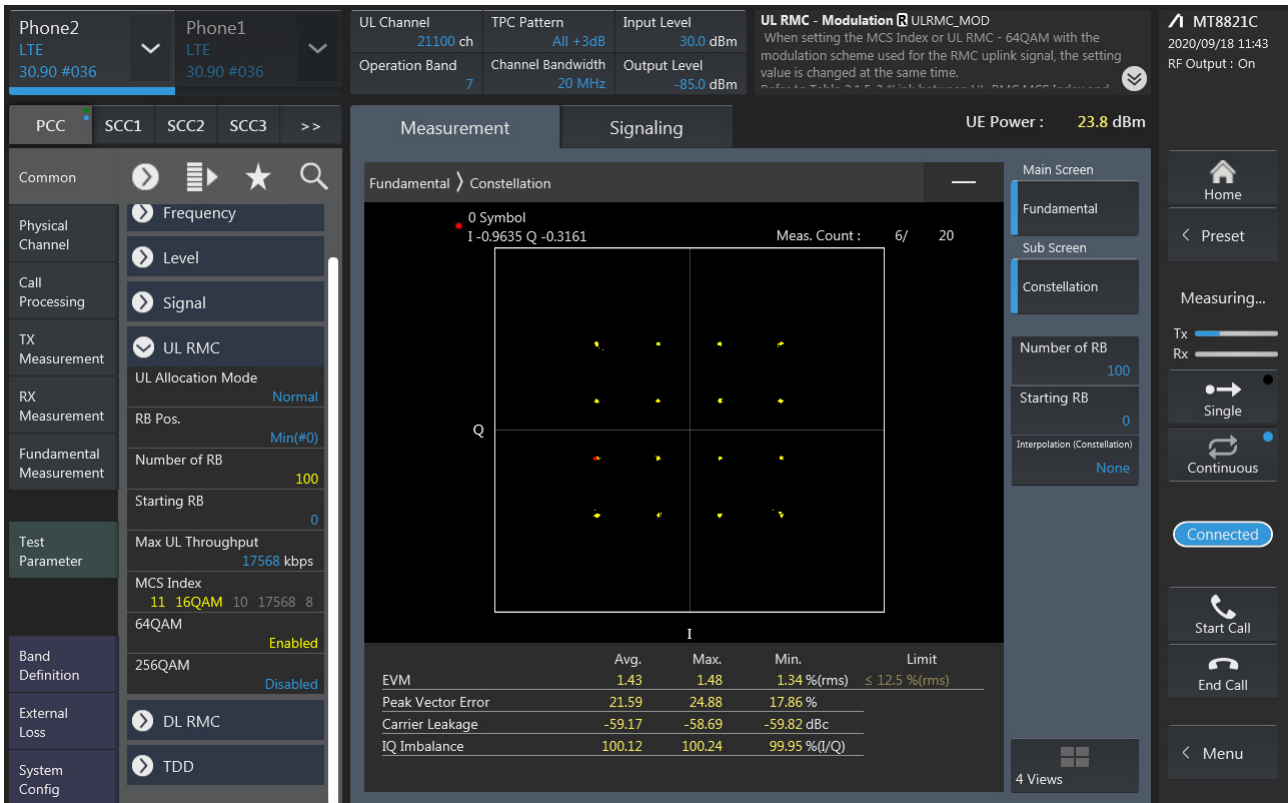 Phone2
LTE
30.90 #036
Phone1
LTE
30.90 #036
UL Channel
21100 ch
TPC Pattern
All +3dB
Input Level
30.0 dBm
Operation Band
7
Channel Bandwidth
20 MHz
Output Level
-85.0 dBm
UL RMC - Modulation R ULRMC_MOD
When setting the MCS Index or UL RMC - 64QAM with the
modulation scheme used for the RMC uplink signal, the setting
value is changed at the same time.
MT8821C
2020/09/18 11:43
RF Output : On
PCC SCC1 SCC2 SCC3 >>
Measurement
Signaling
UE Power : 23.8 dBm
Common
Physical
Channel
Call
Processing
TX
Measurement
RX
Measurement
Fundamental
Measurement
Test
Parameter
Band
Definition
External
Loss
System
Config
Frequency
Level
Signal
UL RMC
UL Allocation Mode
Normal
RB Pos.
Min(#0)
Number of RB
100
Starting RB
0
Max UL Throughput
17568 kbps
MCS Index
11 16QAM 10 17568 8
64QAM
Enabled
256QAM
Disabled
DL RMC
TDD
Fundamental 〉 Constellation
0 Symbol
I -0.9635 Q -0.3161
Meas. Count : 6/ 20
Q
I
Avg. Max. Min. Limit
EVM 1.43 1.48 1.34 %(rms) ≤ 12.5 %(rms)
Peak Vector Error 21.59 24.88 17.86 %
Carrier Leakage -59.17 -58.69 -59.82 dBc
IQ Imbalance 100.12 100.24 99.95 %(I/Q)
Main Screen
Fundamental
Sub Screen
Constellation
Number of RB
100
Starting RB
0
Interpolation (Constellation)
None
4 Views
Home
< Preset
Measuring...
Tx
Rx
Single
Continuous
Connected
Start Call
End Call
< Menu